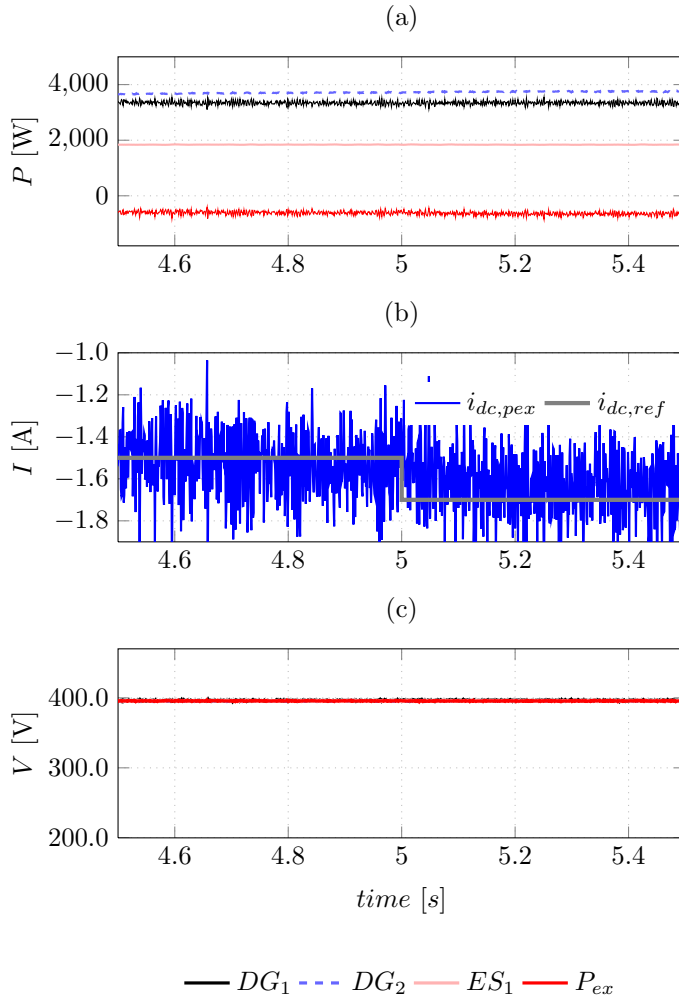 (a)
4,000
2,000
0
P [W]
4.6 4.8 5 5.2 5.4
(b)
−1.0
−1.2
−1.4
−1.6
−1.8
I [A]
i_{dc,pex} i_{dc,ref}
4.6 4.8 5 5.2 5.4
(c)
400.0
300.0
200.0
V [V]
4.6 4.8 5 5.2 5.4
time [s]
DG_1 DG_2 ES_1 P_{ex}